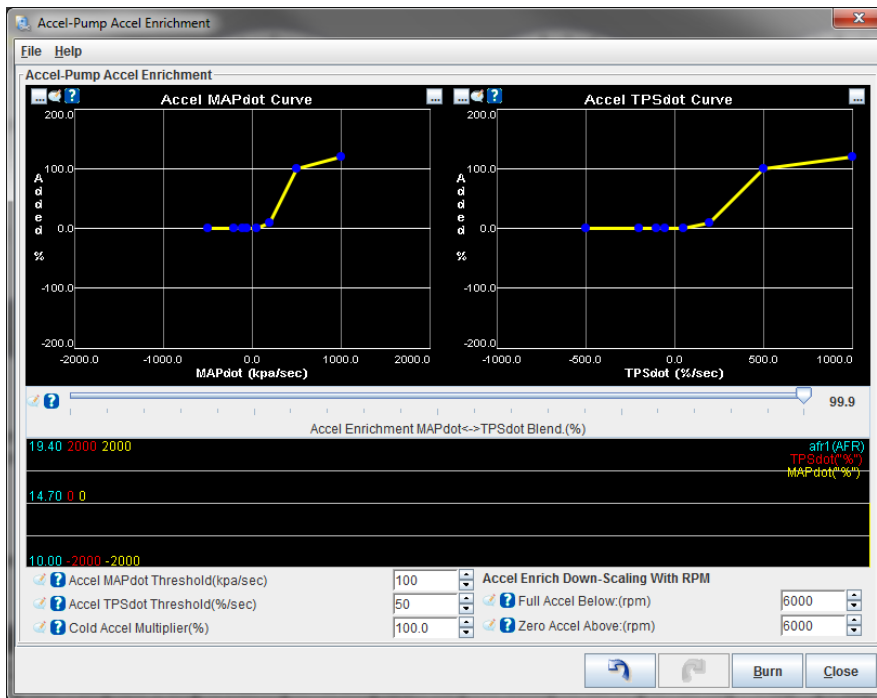 Accel-Pump Accel Enrichment
File Help
Accel-Pump Accel Enrichment
... ? Accel MAPdot Curve ...
200.0
100.0
0.0
-100.0
-200.0
Added %
-2000.0 -1000.0 0.0 1000.0 2000.0
MAPdot (kpa/sec)
... ? Accel TPSdot Curve ...
200.0
100.0
0.0
-100.0
-200.0
Added %
-1000.0 -500.0 0.0 500.0 1000.0
TPSdot (%/sec)
? 99.9
Accel Enrichment MAPdot<->TPSdot Blend.(%)
19.40 2000 2000 afr1(AFR)
TPSdot("%")
MAPdot("%")
14.70 0 0
10.00 -2000 -2000
? Accel MAPdot Threshold(kpa/sec) 100
? Accel TPSdot Threshold(%/sec) 50
? Cold Accel Multiplier(%) 100.0
Accel Enrich Down-Scaling With RPM
? Full Accel Below:(rpm) 6000
? Zero Accel Above:(rpm) 6000
Burn Close